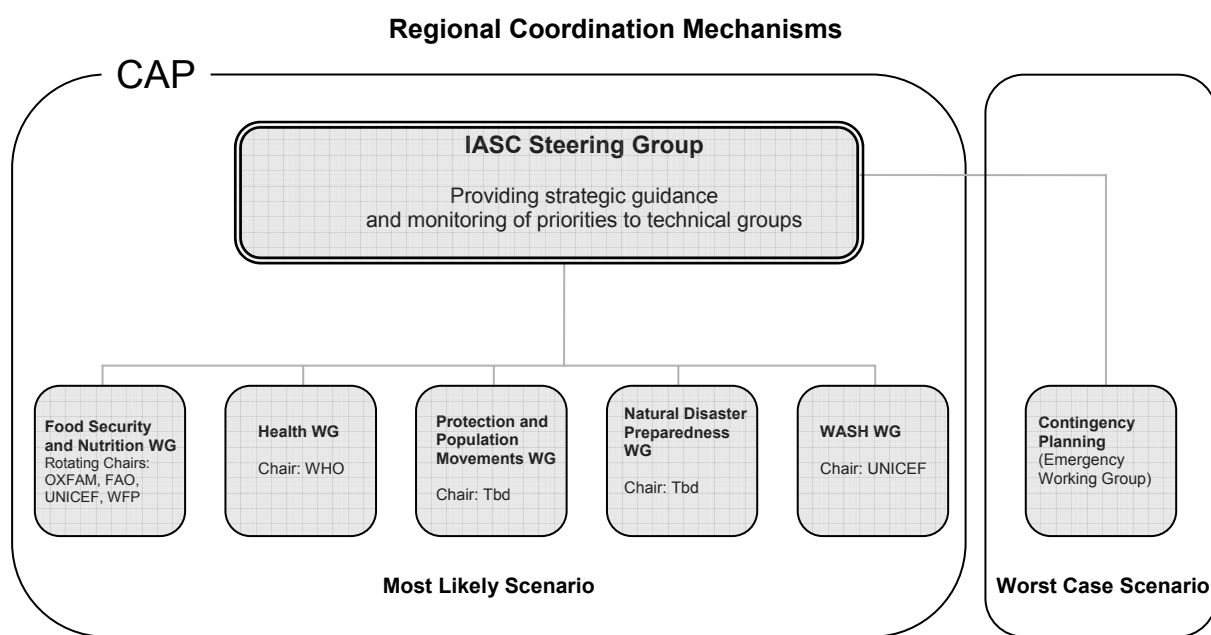 Regional Coordination Mechanisms
CAP
IASC Steering Group
Providing strategic guidance
and monitoring of priorities to technical groups
Food Security
and Nutrition WG
Rotating Chairs:
OXFAM, FAO,
UNICEF, WFP
Health WG
Chair: WHO
Protection and
Population
Movements WG
Chair: Tbd
Natural Disaster
Preparedness
WG
Chair: Tbd
WASH WG
Chair: UNICEF
Contingency
Planning
(Emergency
Working Group)
Most Likely Scenario
Worst Case Scenario